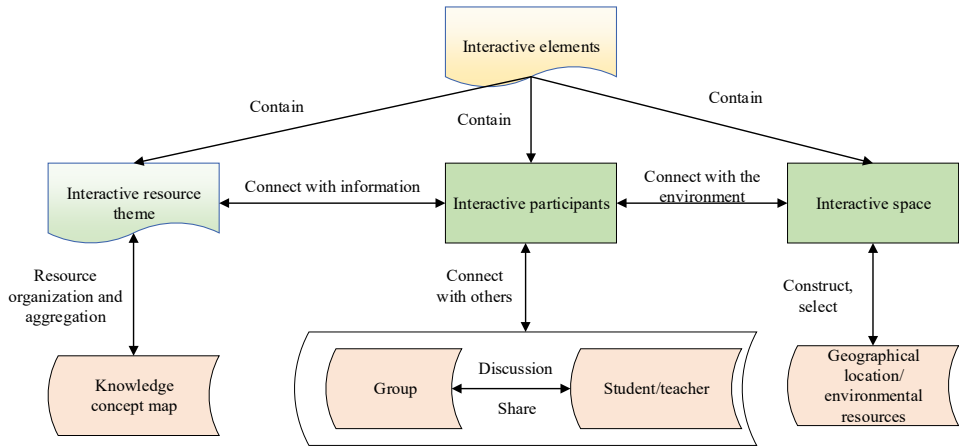 Interactive elements
Contain
Contain
Contain
Interactive resource
theme
Connect with information
Interactive participants
Connect with the
environment
Interactive space
Resource
organization and
aggregation
Connect
with others
Construct,
select
Knowledge
concept map
Group
Discussion
Share
Student/teacher
Geographical
location/
environmental
resources